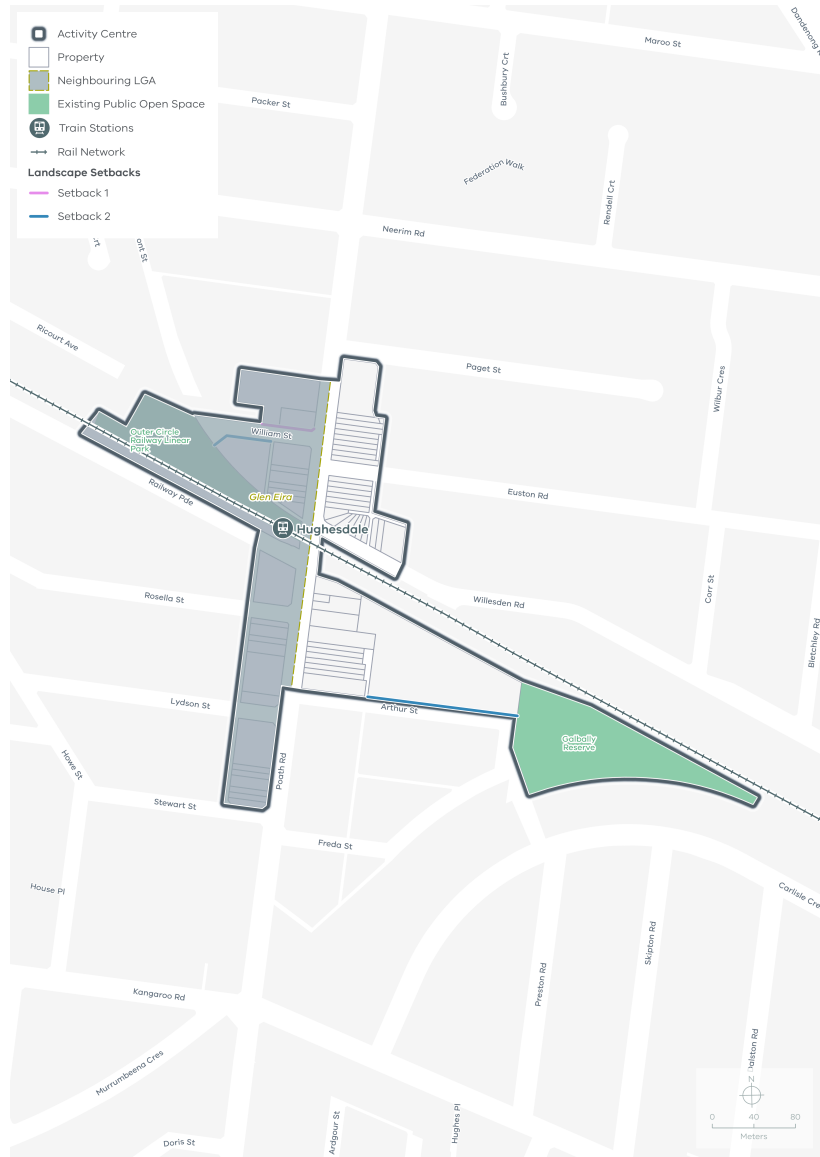 Activity Centre
Property
Neighbouring LGA
Existing Public Open Space
Train Stations
Rail Network
Landscape Setbacks
Setback 1
Setback 2
Maroo St
Bushbury Crt
Packer St
Federation Walk
Rendell Crt
Neerim Rd
Ricourt Ave
Paget St
Wilbur Cres
Outer Circle
Railway Linear
Park
William St
Railway Pde
Glen Eira
Euston Rd
Hughesdale
Rosella St
Willesden Rd
Corr St
Bletchley Rd
Lydson St
Arthur St
Galbally
Reserve
Howe St
Poath Rd
Stewart St
Freda St
House Pl
Carlisle Cre
Skipton Rd
Preston Rd
Kangaroo Rd
Murrumbeena Cres
Doris St
Ardgour St
Hughes Pl
alston Rd
N
0 40 80
Meters